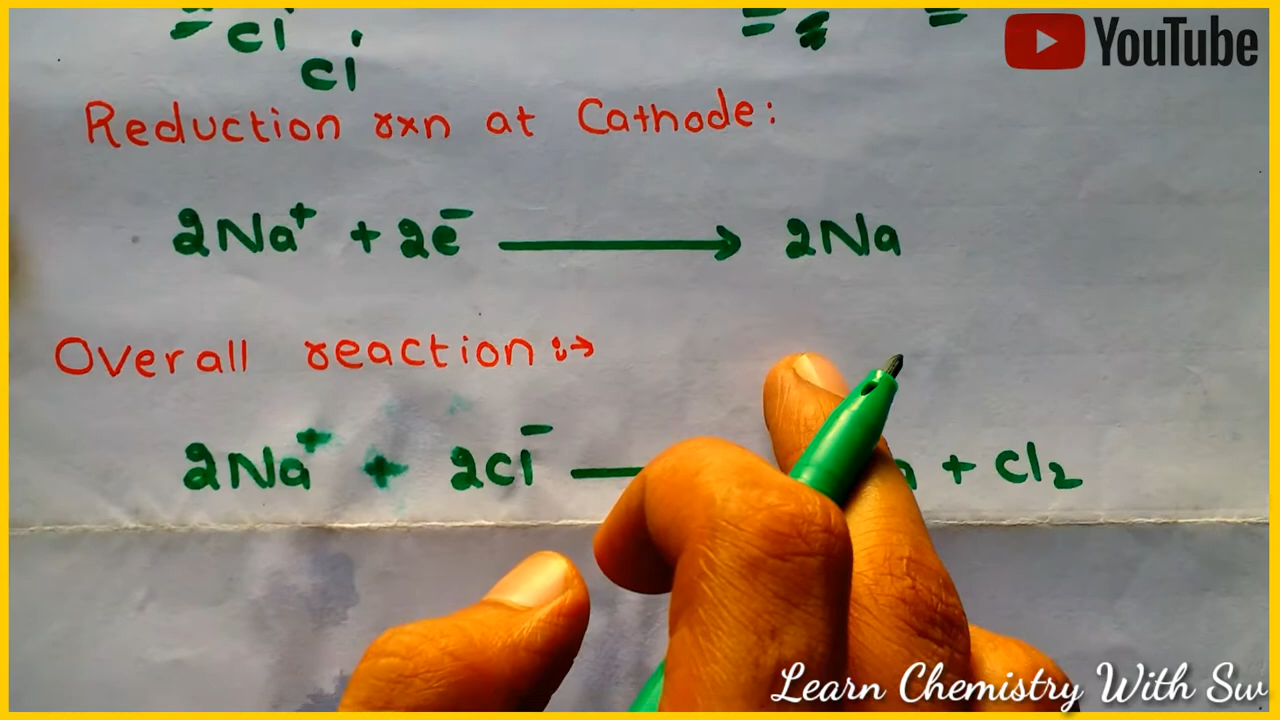 YouTube
Cl
Cl
Reduction rxn at Cathode:
2Na⁺ + 2e⁻ ⟶ 2Na
Overall reaction :→
2Na⁺ + 2Cl⁻ — + Cl₂
Learn Chemistry With Sw